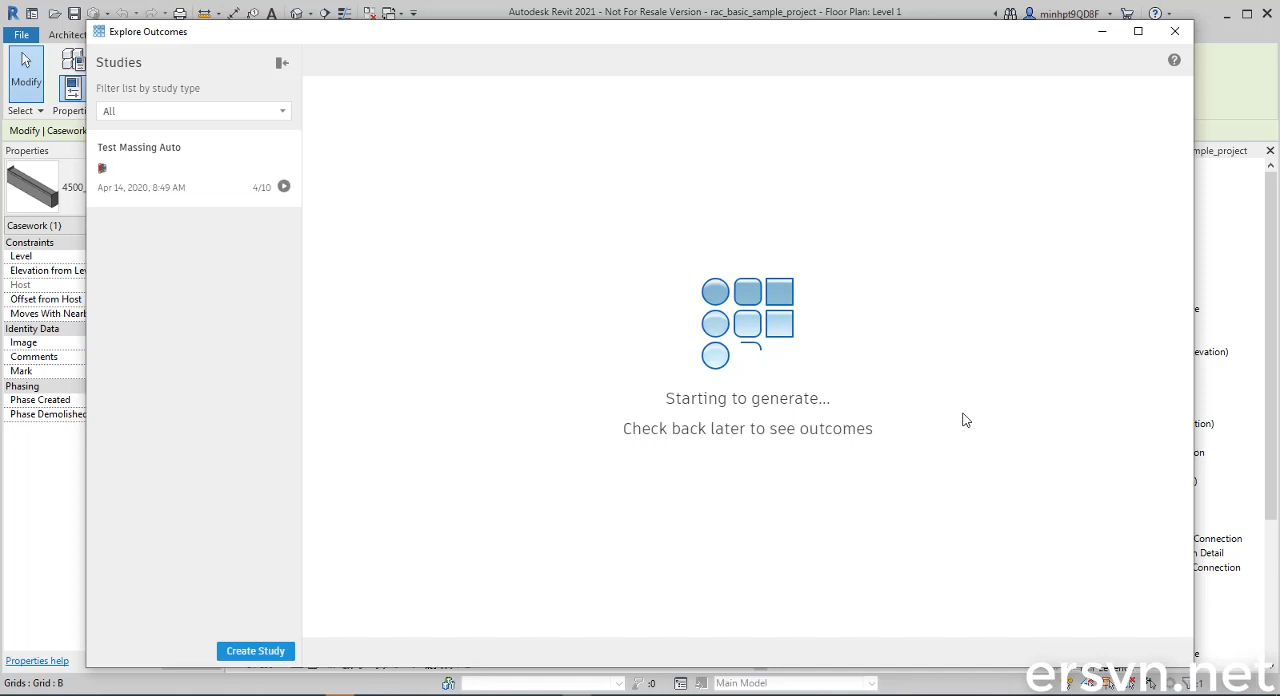 Autodesk Revit 2021 - Not For Resale Version - rac_basic_sample_project - Floor Plan: Level 1
minhpt9QD8F
File
Architect
Explore Outcomes
Modify
Select
Properti
Modify | Casework
Properties
4500_
Casework (1)
Constraints
Level
Elevation from Lev
Host
Offset from Host
Moves With Nearb
Identity Data
Image
Comments
Mark
Phasing
Phase Created
Phase Demolished
Properties help
Studies
Filter list by study type
All
Test Massing Auto
Apr 14, 2020, 8:49 AM
4/10
Create Study
Starting to generate...
Check back later to see outcomes
mple_project
e
evation)
tion)
on
)
Connection
n Detail
Connection
e
Grids : Grid : B
:0
Main Model
:1
ersvn.net